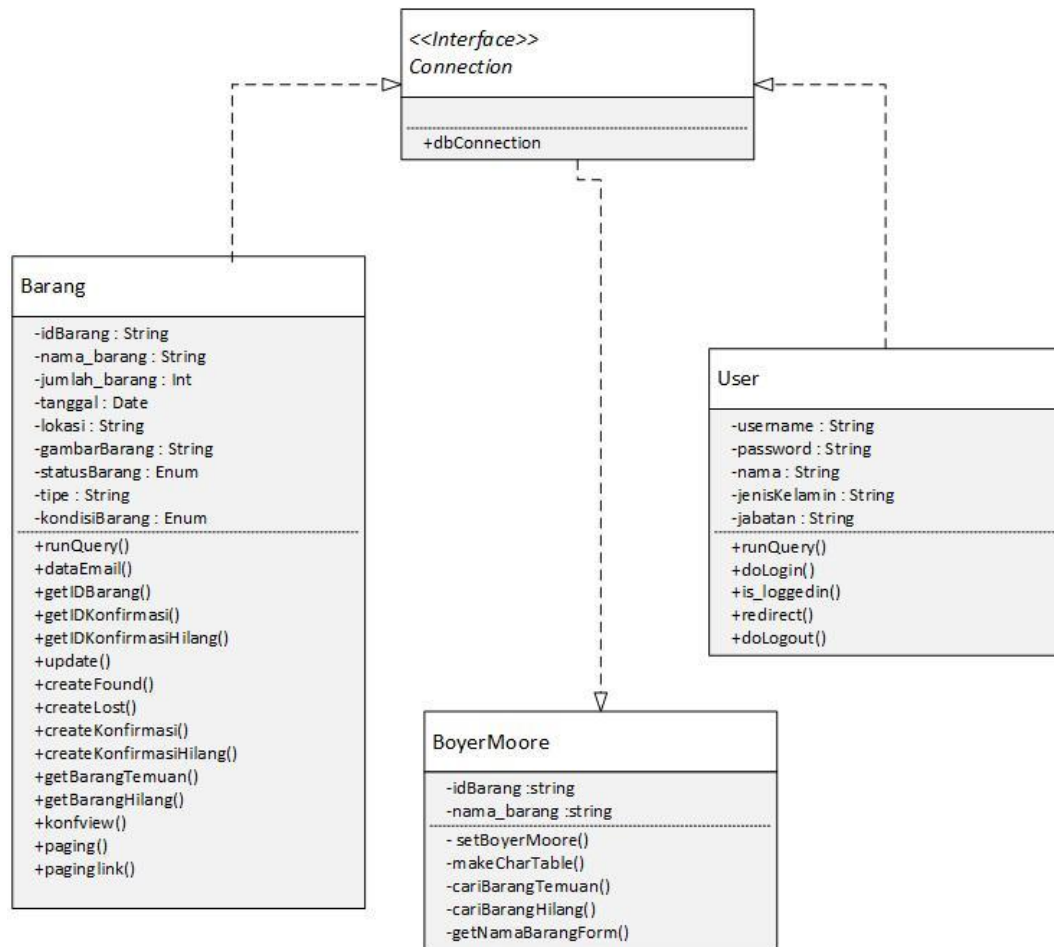 <<Interface>>
Connection
+dbConnection
Barang
-idBarang : String
-nama_barang : String
-jumlah_barang : Int
-tanggal : Date
-lokasi : String
-gambarBarang : String
-statusBarang : Enum
-tipe : String
-kondisiBarang : Enum
+runQuery()
+dataEmail()
+getIDBarang()
+getIDKonfirmasi()
+getIDKonfirmasiHilang()
+update()
+createFound()
+createLost()
+createKonfirmasi()
+createKonfirmasiHilang()
+getBarangTemuan()
+getBarangHilang()
+konfview()
+paging()
+paginglink()
User
-username : String
-password : String
-nama : String
-jenisKelamin : String
-jabatan : String
+runQuery()
+doLogin()
+is_loggedin()
+redirect()
+doLogout()
BoyerMoore
-idBarang :string
-nama_barang :string
- setBoyerMoore()
-makeCharTable()
-cariBarangTemuan()
-cariBarangHilang()
-getNamaBarangForm()